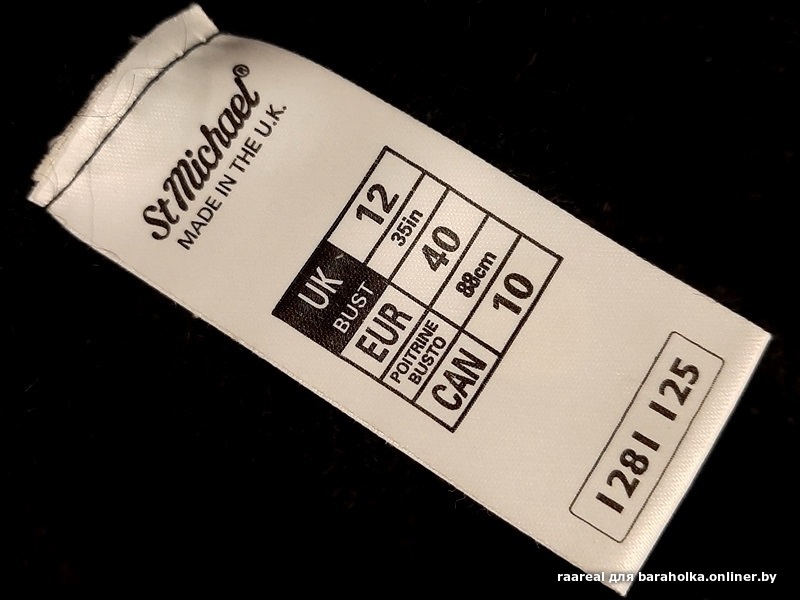 St Michael®
MADE IN THE U.K.
UK 12
BUST 35in
EUR 40
POITRINE 88cm
BUSTO
CAN 10
1281 125
raareal для baraholka.onliner.by